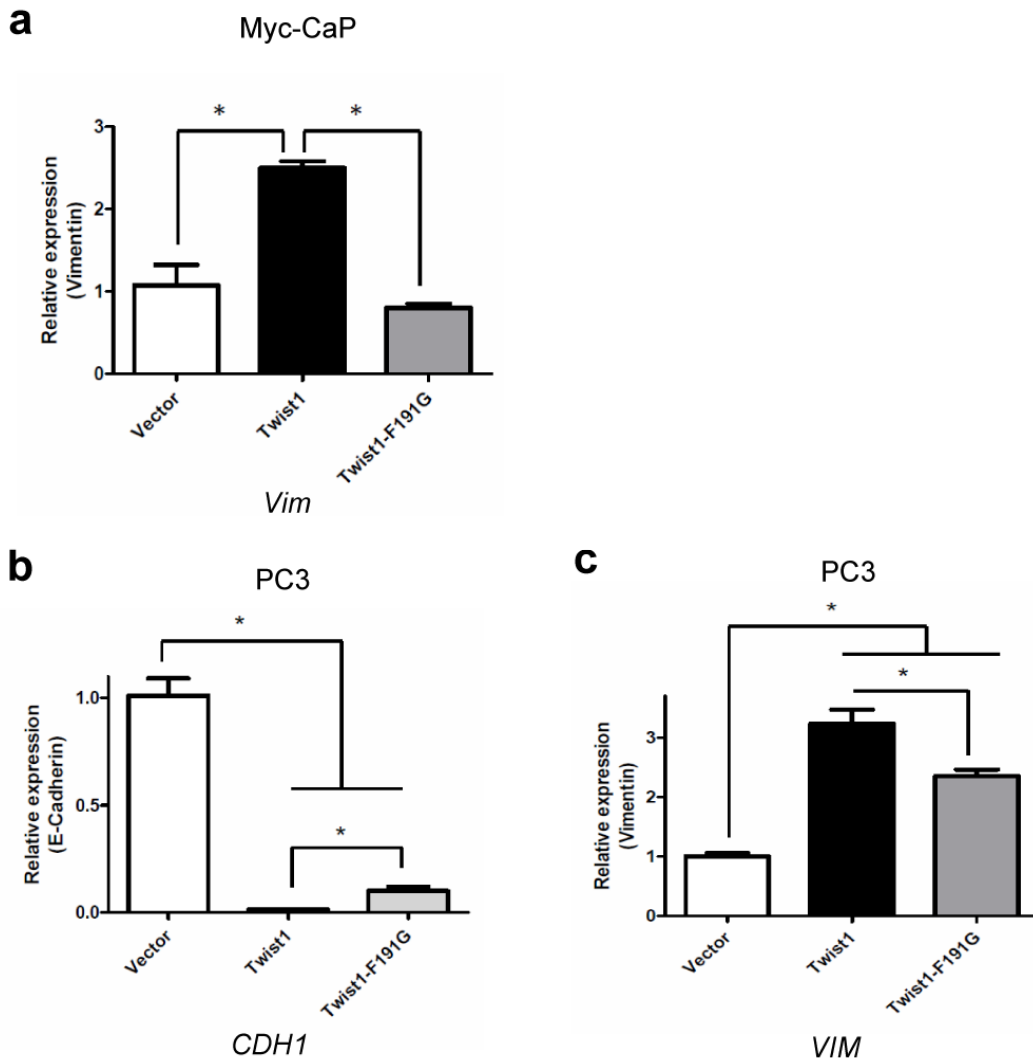 a
Myc-CaP
* *
Relative expression
(Vimentin)
3
2
1
0
Vector
Twist1
Twist1-F191G
Vim
b
PC3
*
*
Relative expression
(E-Cadherin)
1.0
0.5
0.0
Vector
Twist1
Twist1-F191G
CDH1
c
PC3
*
*
Relative expression
(Vimentin)
3
2
1
0
Vector
Twist1
Twist1-F191G
VIM